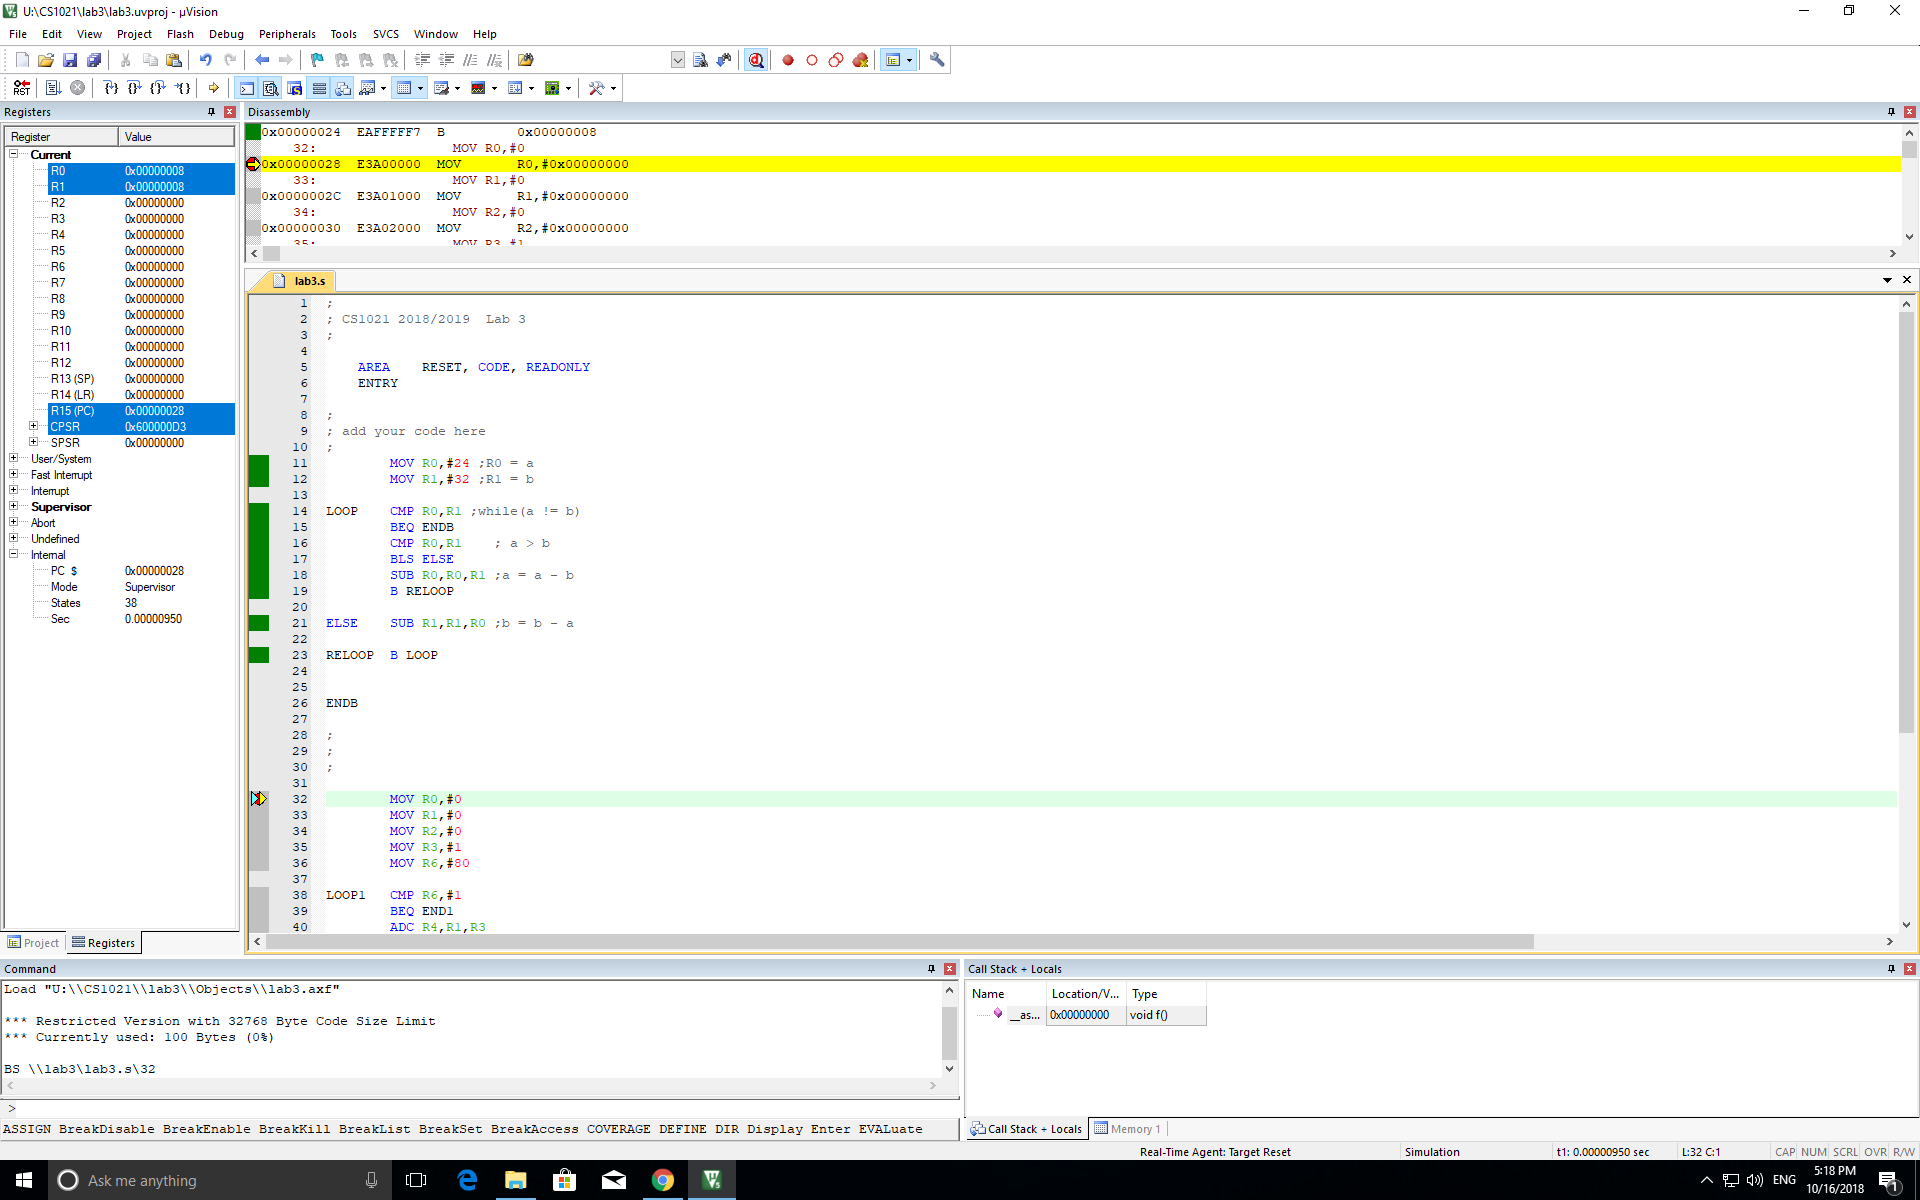 U:\CS1021\lab3\lab3.uvproj - µVision
File Edit View Project Flash Debug Peripherals Tools SVCS Window Help
Registers
Register Value
Current
R0 0x00000008
R1 0x00000008
R2 0x00000000
R3 0x00000000
R4 0x00000000
R5 0x00000000
R6 0x00000000
R7 0x00000000
R8 0x00000000
R9 0x00000000
R10 0x00000000
R11 0x00000000
R12 0x00000000
R13 (SP) 0x00000000
R14 (LR) 0x00000000
R15 (PC) 0x00000028
CPSR 0x600000D3
SPSR 0x00000000
User/System
Fast Interrupt
Interrupt
Supervisor
Abort
Undefined
Internal
PC $ 0x00000028
Mode Supervisor
States 38
Sec 0.00000950
Project Registers
Disassembly
0x00000024 EAFFFFF7 B 0x00000008
32: MOV R0,#0
0x00000028 E3A00000 MOV R0,#0x00000000
33: MOV R1,#0
0x0000002C E3A01000 MOV R1,#0x00000000
34: MOV R2,#0
0x00000030 E3A02000 MOV R2,#0x00000000
35: MOV R3,#1
lab3.s
1 ;
2 ; CS1021 2018/2019 Lab 3
3 ;
4
5 AREA RESET, CODE, READONLY
6 ENTRY
7
8 ;
9 ; add your code here
10 ;
11 MOV R0,#24 ;R0 = a
12 MOV R1,#32 ;R1 = b
13
14 LOOP CMP R0,R1 ;while(a != b)
15 BEQ ENDB
16 CMP R0,R1 ; a > b
17 BLS ELSE
18 SUB R0,R0,R1 ;a = a - b
19 B RELOOP
20
21 ELSE SUB R1,R1,R0 ;b = b - a
22
23 RELOOP B LOOP
24
25
26 ENDB
27
28 ;
29 ;
30 ;
31
32 MOV R0,#0
33 MOV R1,#0
34 MOV R2,#0
35 MOV R3,#1
36 MOV R6,#80
37
38 LOOP1 CMP R6,#1
39 BEQ END1
40 ADC R4,R1,R3
Command
Load "U:\\CS1021\\lab3\\Objects\\lab3.axf"
*** Restricted Version with 32768 Byte Code Size Limit
*** Currently used: 100 Bytes (0%)
BS \\lab3\lab3.s\32
>
ASSIGN BreakDisable BreakEnable BreakKill BreakList BreakSet BreakAccess COVERAGE DEFINE DIR Display Enter EVALuate
Call Stack + Locals
Name Location/V... Type
__as... 0x00000000 void f()
Call Stack + Locals Memory 1
Real-Time Agent: Target Reset Simulation t1: 0.00000950 sec L:32 C:1 CAP NUM SCRL OVR R/W
Ask me anything
ENG
5:18 PM
10/16/2018
1